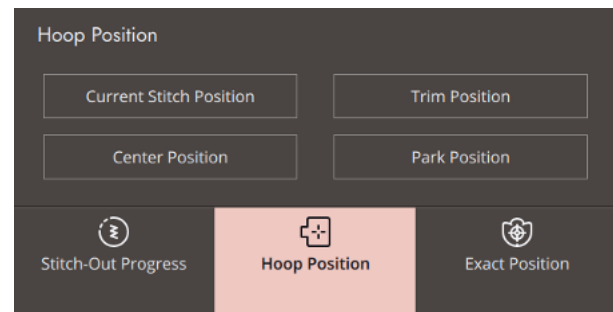 Hoop Position
Current Stitch Position
Trim Position
Center Position
Park Position
Stitch-Out Progress
Hoop Position
Exact Position